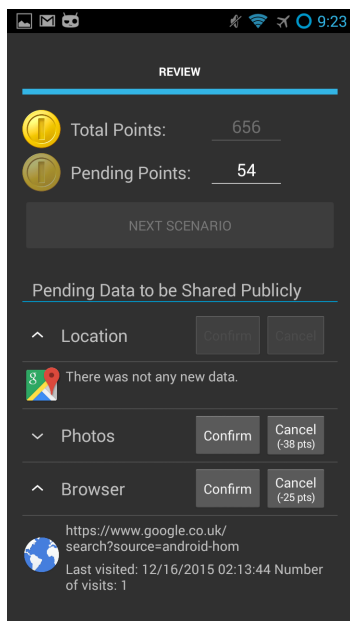 9:23
REVIEW
Total Points: 656
Pending Points: 54
NEXT SCENARIO
Pending Data to be Shared Publicly
Location Confirm Cancel
8
There was not any new data.
Photos Confirm Cancel
(-38 pts)
Browser Confirm Cancel
(-25 pts)
https://www.google.co.uk/
search?source=android-hom
Last visited: 12/16/2015 02:13:44 Number
of visits: 1